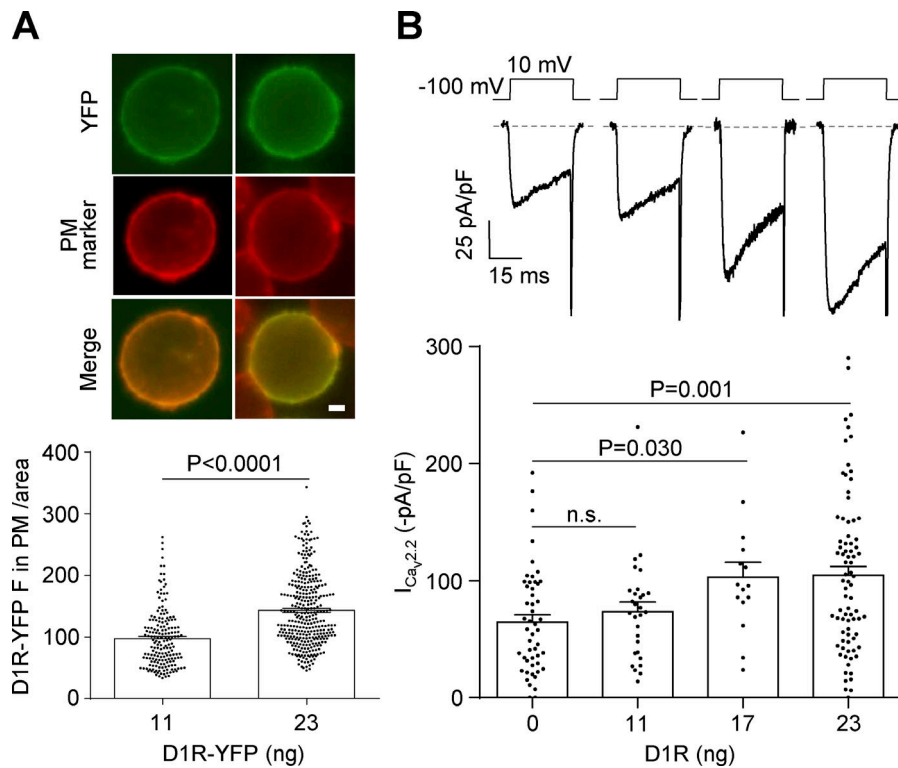 A
YFP
PM
marker
Merge
400
300
200
100
0
D1R-YFP F in PM /area
P<0.0001
11 23
D1R-YFP (ng)
B
10 mV
-100 mV
25 pA/pF
15 ms
300
200
100
0
I_CaV2.2 (-pA/pF)
P=0.001
P=0.030
n.s.
0 11 17 23
D1R (ng)